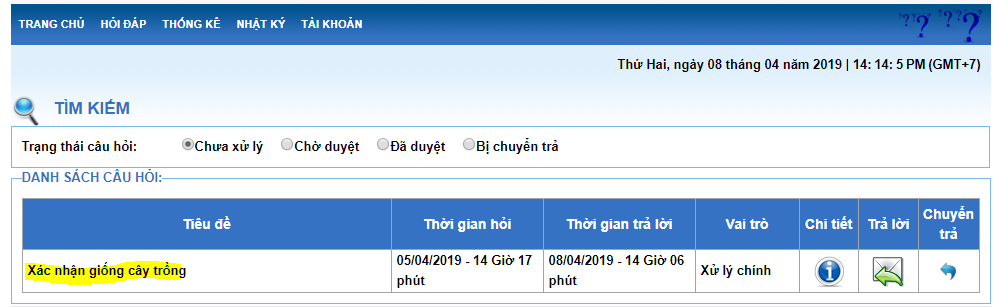 TRANG CHỦ HỎI ĐÁP THỐNG KÊ NHẬT KÝ TÀI KHOẢN
??? ???
Thứ Hai, ngày 08 tháng 04 năm 2019 | 14: 14: 5 PM (GMT+7)
TÌM KIẾM
Trạng thái câu hỏi: Chưa xử lý Chờ duyệt Đã duyệt Bị chuyển trả
DANH SÁCH CÂU HỎI:
Tiêu đề Thời gian hỏi Thời gian trả lời Vai trò Chi tiết Trả lời Chuyển
trả
Xác nhận giống cây trồng 05/04/2019 - 14 Giờ 17 08/04/2019 - 14 Giờ 06 Xử lý chính
phút phút